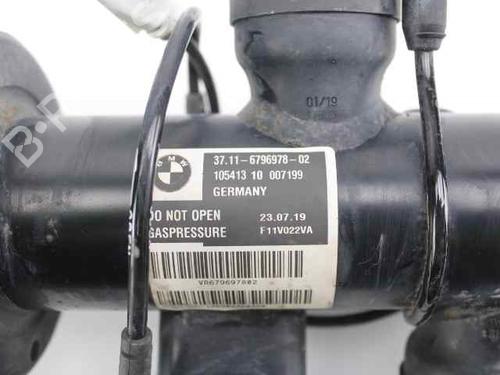 01/19
BMW
37.11-6796978-02
105413 10 007199
GERMANY
DO NOT OPEN 23.07.19
GASPRESSURE F11V022VA
VR679697802